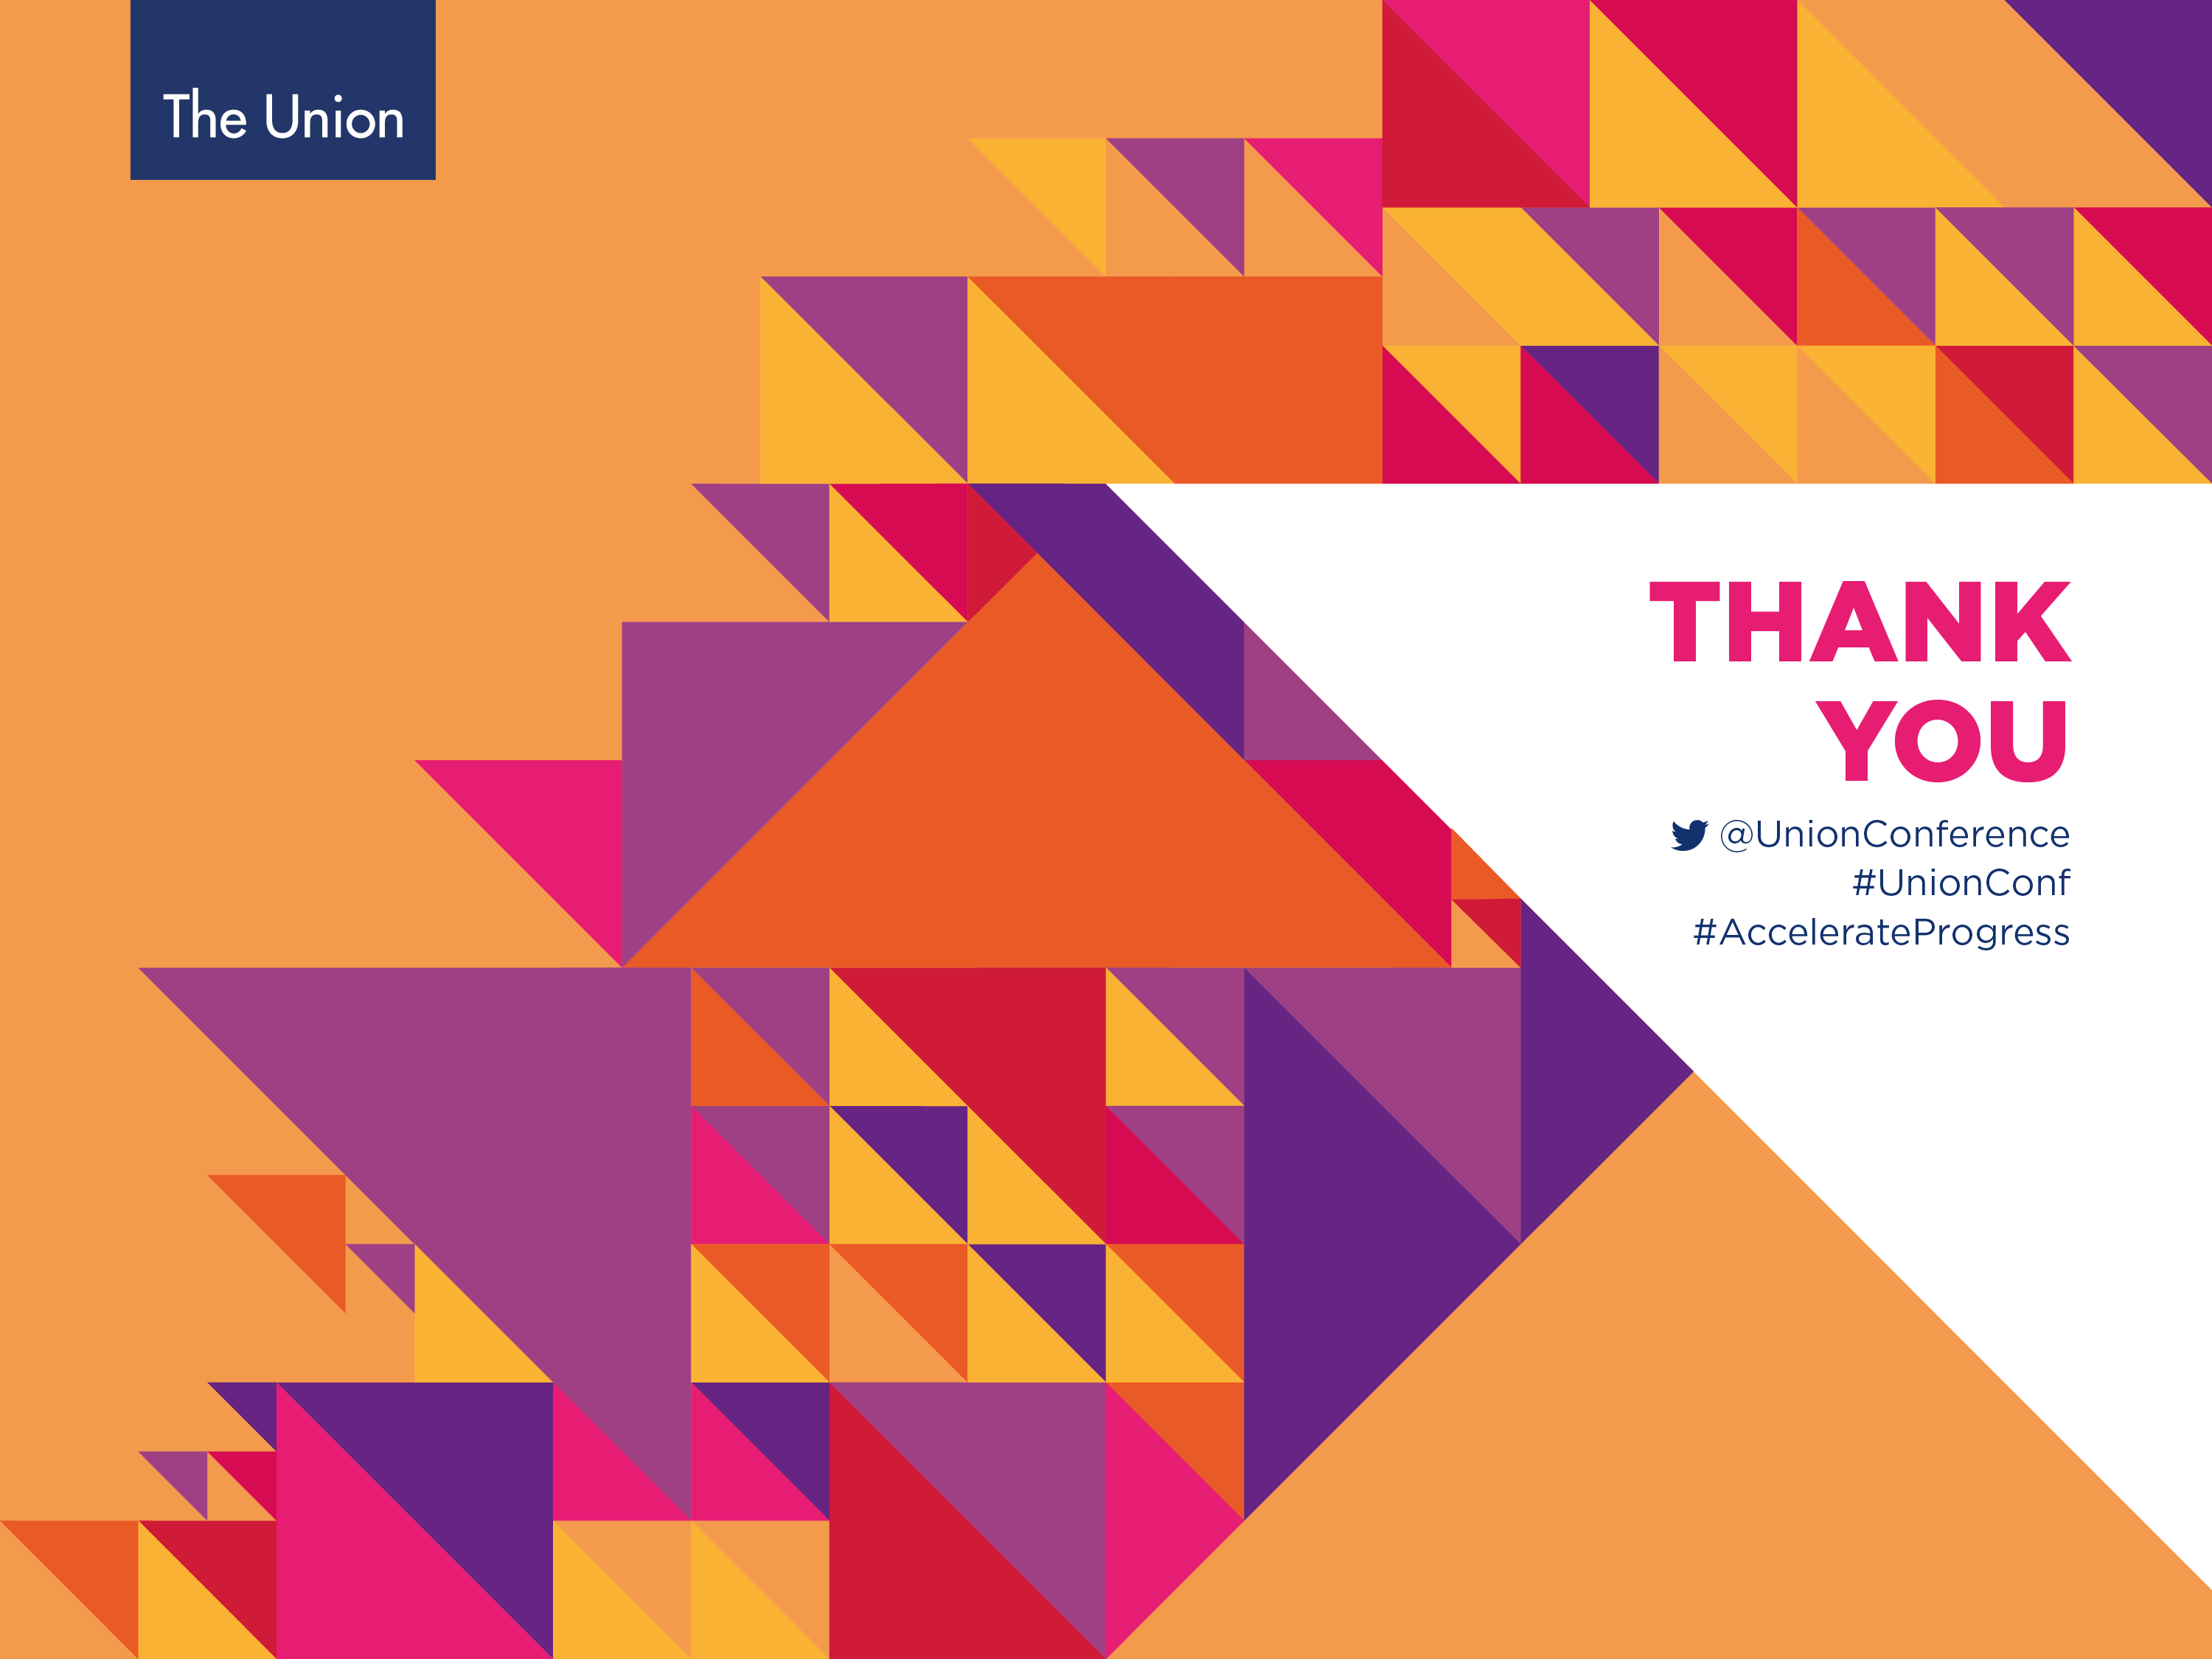 The Union
THANK
YOU
@UnionConference
#UnionConf
#AccelerateProgress